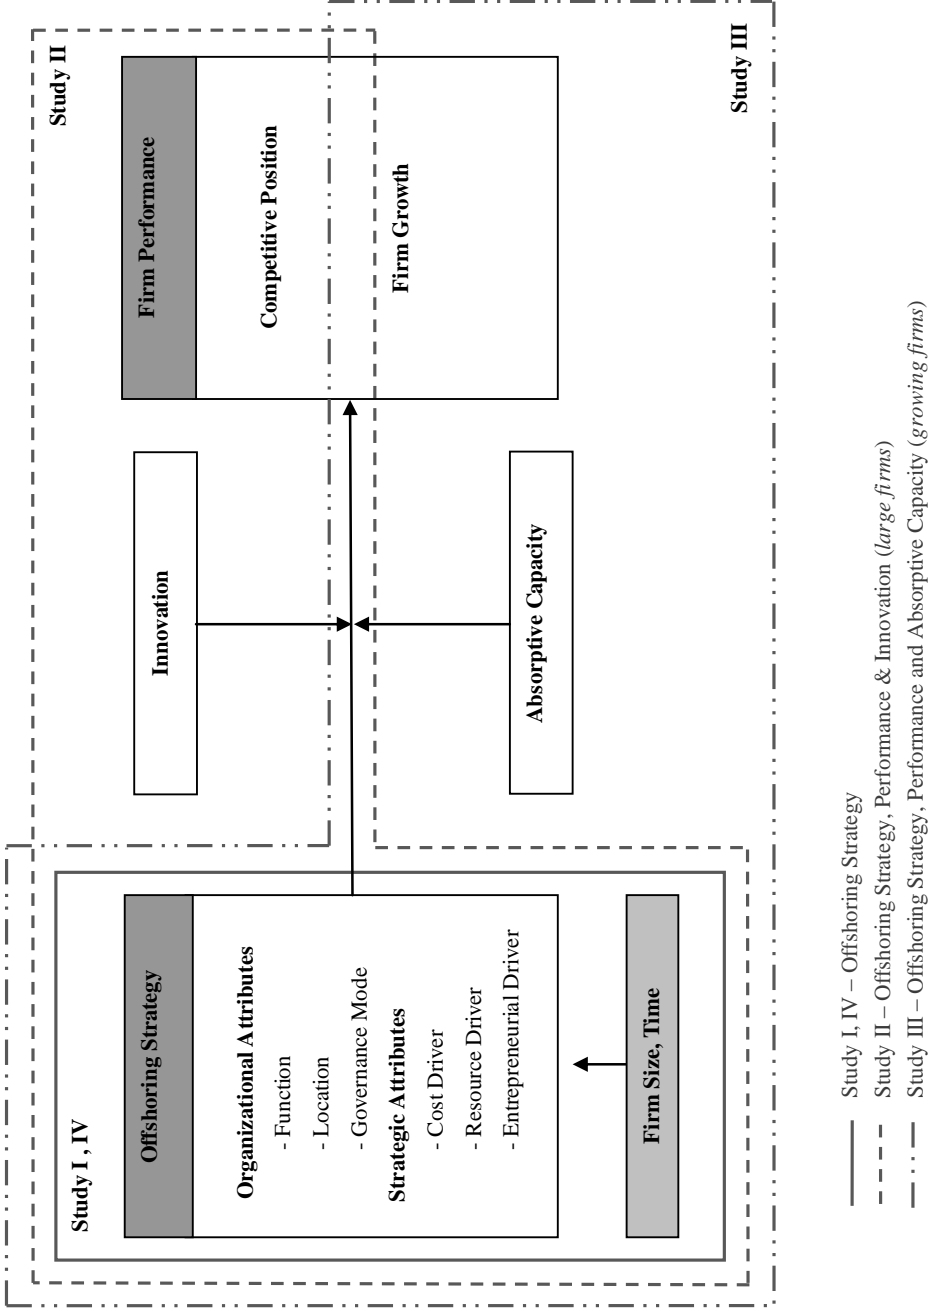 Study II
Study I , IV
Offshoring Strategy
Organizational Attributes
- Function
- Location
- Governance Mode
Strategic Attributes
- Cost Driver
- Resource Driver
- Entrepreneurial Driver
Firm Size, Time
Innovation
Absorptive Capacity
Firm Performance
Competitive Position
Firm Growth
Study III
Study I, IV – Offshoring Strategy
Study II – Offshoring Strategy, Performance & Innovation (large firms)
Study III – Offshoring Strategy, Performance and Absorptive Capacity (growing firms)